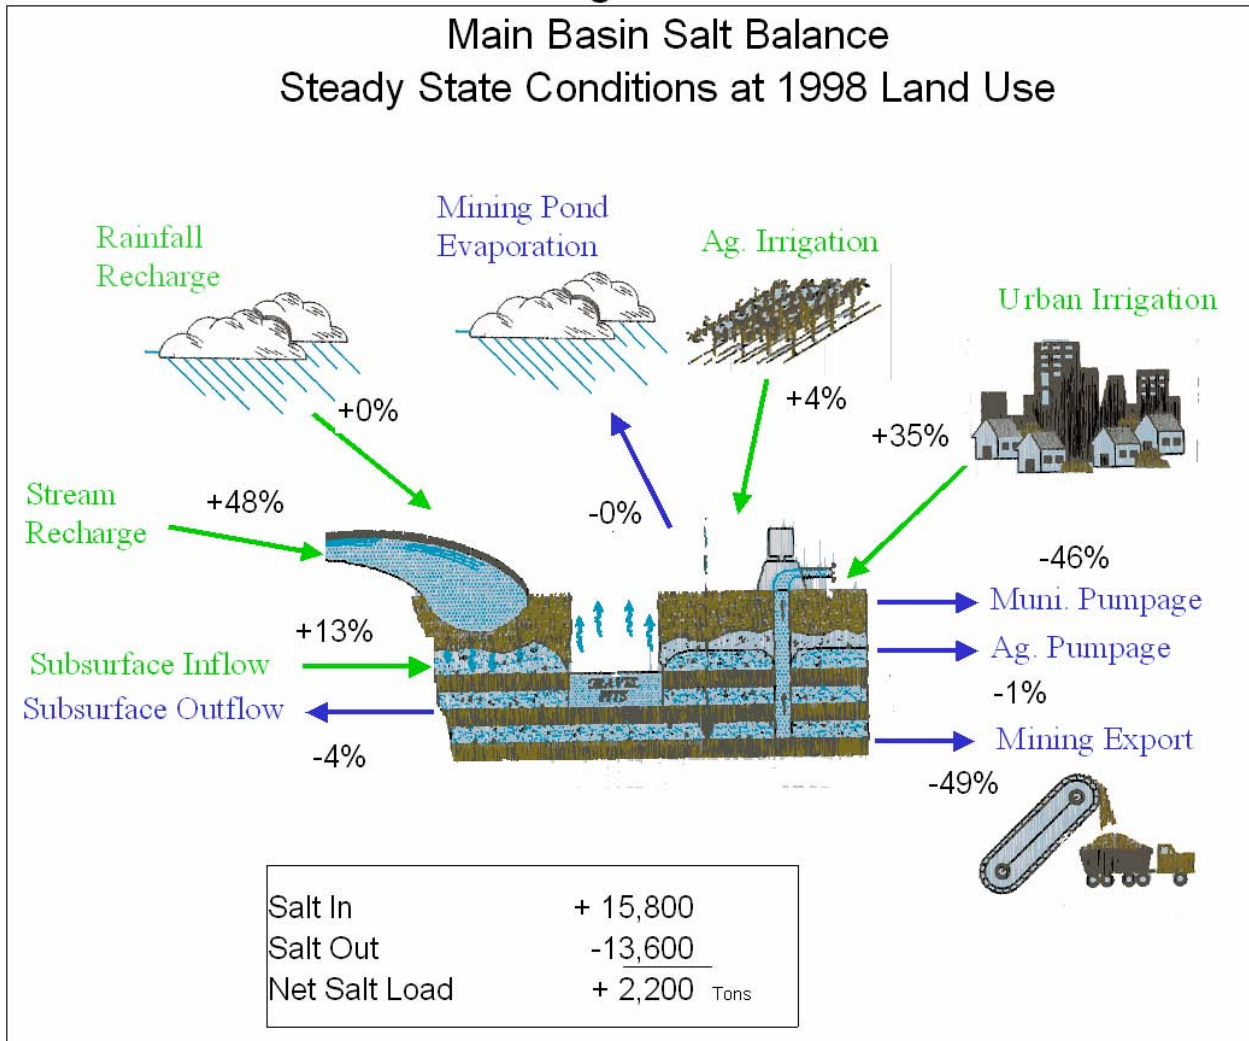 Main Basin Salt Balance
Steady State Conditions at 1998 Land Use
Rainfall
Recharge
Mining Pond
Evaporation
Ag. Irrigation
Urban Irrigation
+0%
+4%
+35%
Stream
Recharge
+48%
-0%
-46%
Muni. Pumpage
+13%
Ag. Pumpage
Subsurface Inflow
-1%
Subsurface Outflow
Mining Export
-4%
-49%
Salt In + 15,800
Salt Out -13,600
Net Salt Load + 2,200 Tons